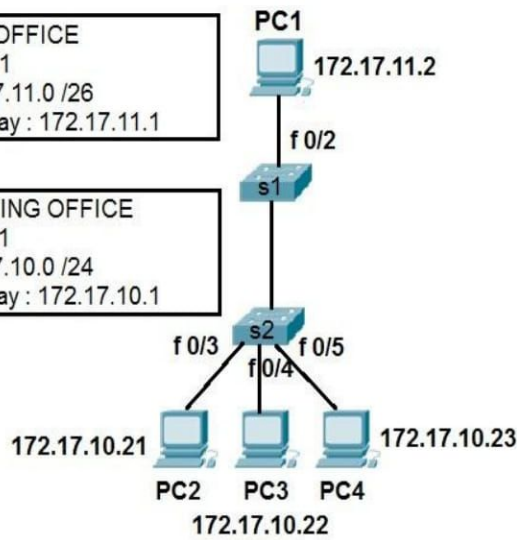 OFFICE
1
7.11.0 /26
ay : 172.17.11.1
PC1
172.17.11.2
f 0/2
s1
ING OFFICE
1
7.10.0 /24
ay : 172.17.10.1
s2
f 0/3
f 0/4
f 0/5
172.17.10.21
172.17.10.23
PC2 PC3 PC4
172.17.10.22